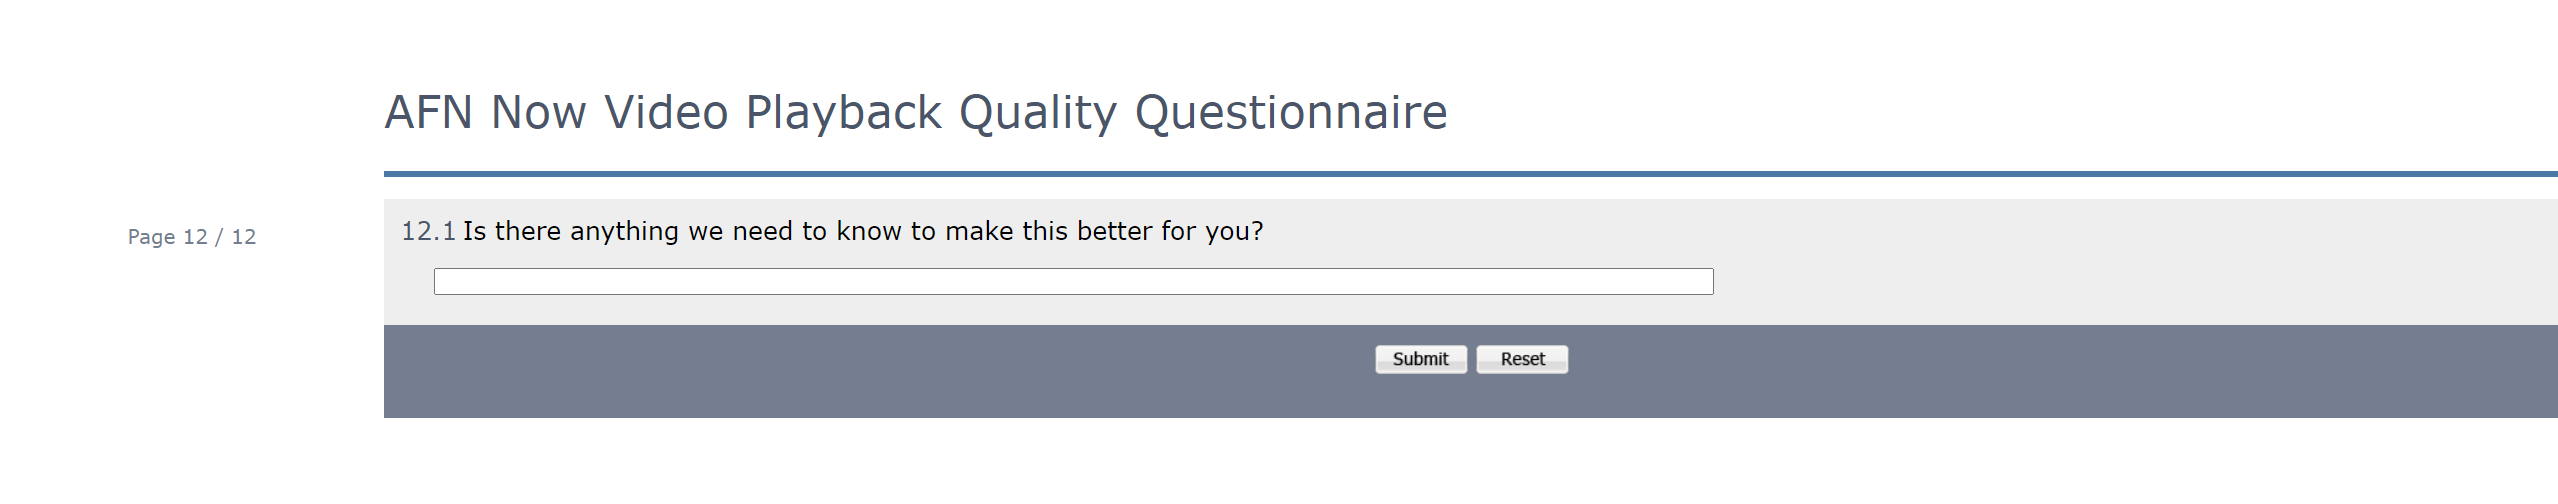 AFN Now Video Playback Quality Questionnaire
Page 12 / 12
12.1 Is there anything we need to know to make this better for you?
Submit Reset